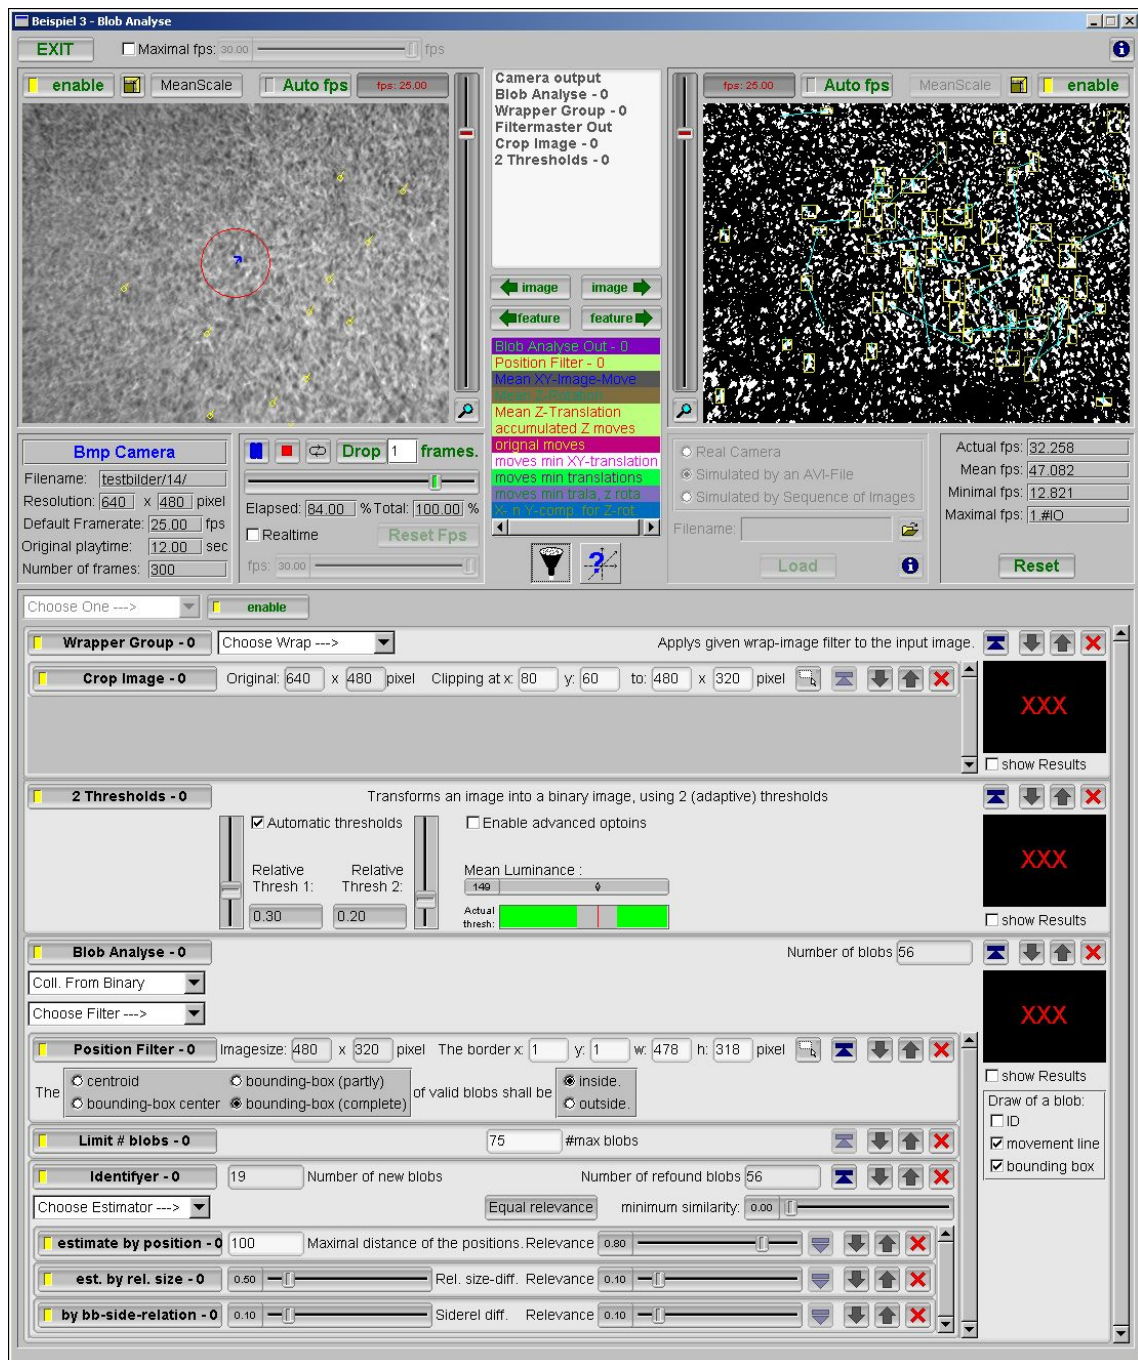 Beispiel 3 - Blob Analyse
EXIT Maximal fps: 30.00 fps
enable MeanScale Auto fps fps: 25.00
Camera output
Blob Analyse - 0
Wrapper Group - 0
Filtermaster Out
Crop Image - 0
2 Thresholds - 0
fps: 25.00 Auto fps MeanScale enable
image image
feature feature
Blob Analyse Out - 0
Position Filter - 0
Mean XY-Image-Move
Mean Z-Rotation
Mean Z-Translation
accumulated Z moves
orignal moves
moves min XY-translation
moves min translations
moves min trala, z rota
X- n Y-comp. for Z-rot
Bmp Camera
Filename: testbilder/14/
Resolution: 640 x 480 pixel
Default Framerate: 25.00 fps
Original playtime: 12.00 sec
Number of frames: 300
Drop 1 frames.
Elapsed: 84.00 % Total: 100.00 %
Realtime Reset Fps
fps: 30.00
Real Camera
Simulated by an AVI-File
Simulated by Sequence of Images
Filename:
Load
Actual fps: 32.258
Mean fps: 47.082
Minimal fps: 12.821
Maximal fps: 1.#IO
Reset
Choose One ---> enable
Wrapper Group - 0 Choose Wrap ---> Applys given wrap-image filter to the input image.
Crop Image - 0 Original: 640 x 480 pixel Clipping at x: 80 y: 60 to: 480 x 320 pixel
XXX
show Results
2 Thresholds - 0 Transforms an image into a binary image, using 2 (adaptive) thresholds
Automatic thresholds Enable advanced optoins
Relative Relative Mean Luminance :
Thresh 1: Thresh 2: 149
0.30 0.20 Actual
thresh:
XXX
show Results
Blob Analyse - 0 Number of blobs 56
Coll. From Binary
Choose Filter --->
XXX
Position Filter - 0 Imagesize: 480 x 320 pixel The border x: 1 y: 1 w: 478 h: 318 pixel
show Results
The centroid bounding-box (partly) of valid blobs shall be inside.
bounding-box center bounding-box (complete) outside.
Draw of a blob:
ID
movement line
bounding box
Limit # blobs - 0 75 #max blobs
Identifyer - 0 19 Number of new blobs Number of refound blobs 56
Choose Estimator ---> Equal relevance minimum similarity: 0.00
estimate by position - 0 100 Maximal distance of the positions. Relevance 0.80
est. by rel. size - 0 0.50 Rel. size-diff. Relevance 0.10
by bb-side-relation - 0 0.10 Siderel diff. Relevance 0.10